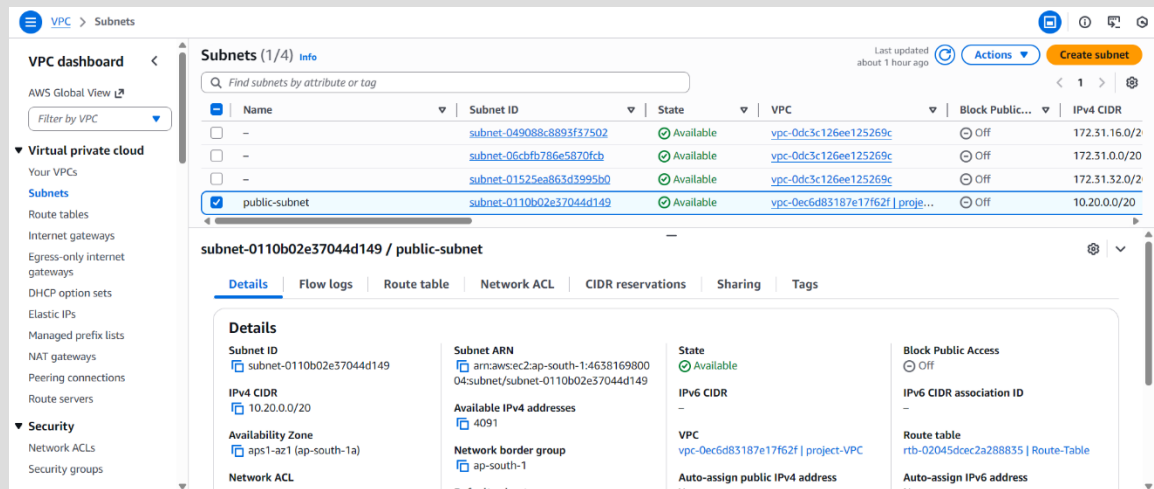 VPC > Subnets
VPC dashboard
AWS Global View
Filter by VPC
Virtual private cloud
Your VPCs
Subnets
Route tables
Internet gateways
Egress-only internet
gateways
DHCP option sets
Elastic IPs
Managed prefix lists
NAT gateways
Peering connections
Route servers
Security
Network ACLs
Security groups
Subnets (1/4) Info
Last updated
about 1 hour ago
Actions
Create subnet
Find subnets by attribute or tag
1
Name Subnet ID State VPC Block Public... IPv4 CIDR
– subnet-049088c8893f37502 Available vpc-0dc3c126ee125269c Off 172.31.16.0/2
– subnet-06cbfb786e5870fcb Available vpc-0dc3c126ee125269c Off 172.31.0.0/20
– subnet-01525ea863d3995b0 Available vpc-0dc3c126ee125269c Off 172.31.32.0/2
public-subnet subnet-0110b02e37044d149 Available vpc-0ec6d83187e17f62f | proje... Off 10.20.0.0/20
subnet-0110b02e37044d149 / public-subnet
Details Flow logs Route table Network ACL CIDR reservations Sharing Tags
Details
Subnet ID
subnet-0110b02e37044d149
IPv4 CIDR
10.20.0.0/20
Availability Zone
aps1-az1 (ap-south-1a)
Network ACL
Subnet ARN
arn:aws:ec2:ap-south-1:4638169800
04:subnet/subnet-0110b02e37044d149
Available IPv4 addresses
4091
Network border group
ap-south-1
State
Available
IPv6 CIDR
–
VPC
vpc-0ec6d83187e17f62f | project-VPC
Auto-assign public IPv4 address
Block Public Access
Off
IPv6 CIDR association ID
–
Route table
rtb-02045dcec2a288835 | Route-Table
Auto-assign IPv6 address